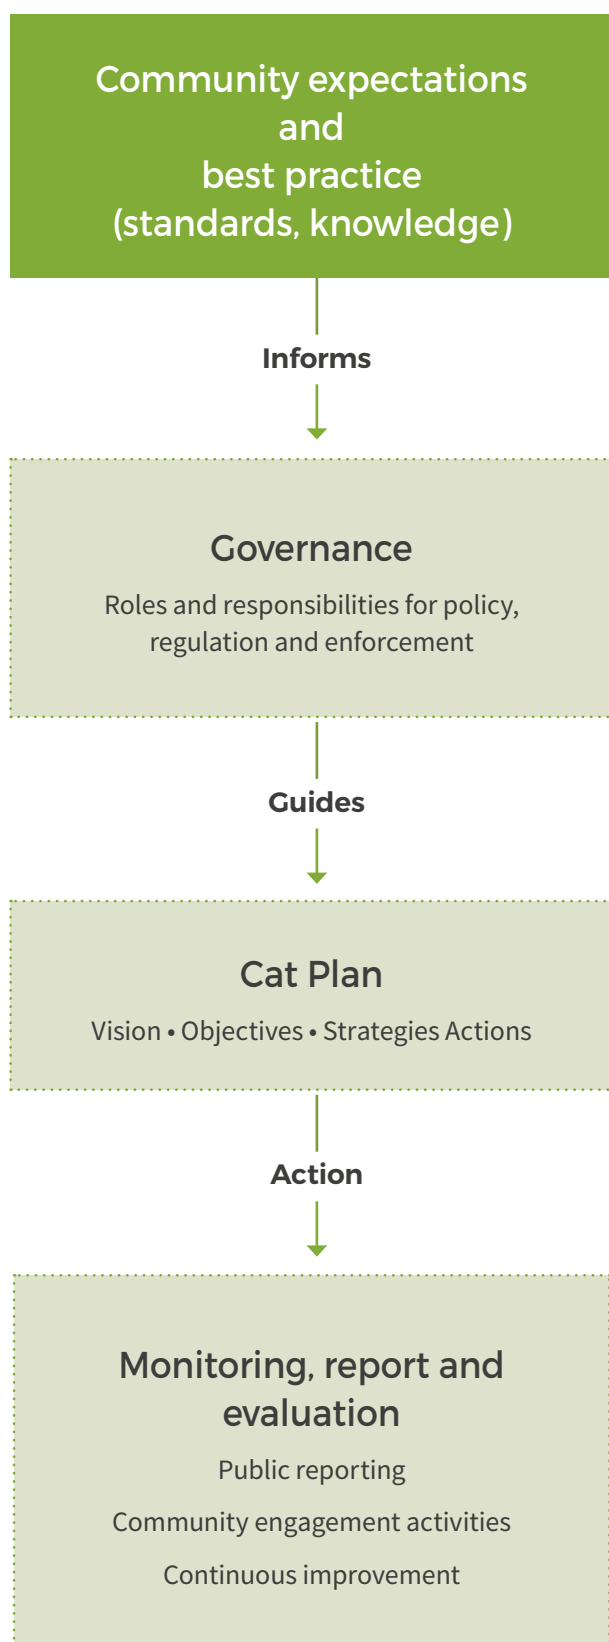 Community expectations
and
best practice
(standards, knowledge)
Informs
Governance
Roles and responsibilities for policy,
regulation and enforcement
Guides
Cat Plan
Vision • Objectives • Strategies Actions
Action
Monitoring, report and
evaluation
Public reporting
Community engagement activities
Continuous improvement